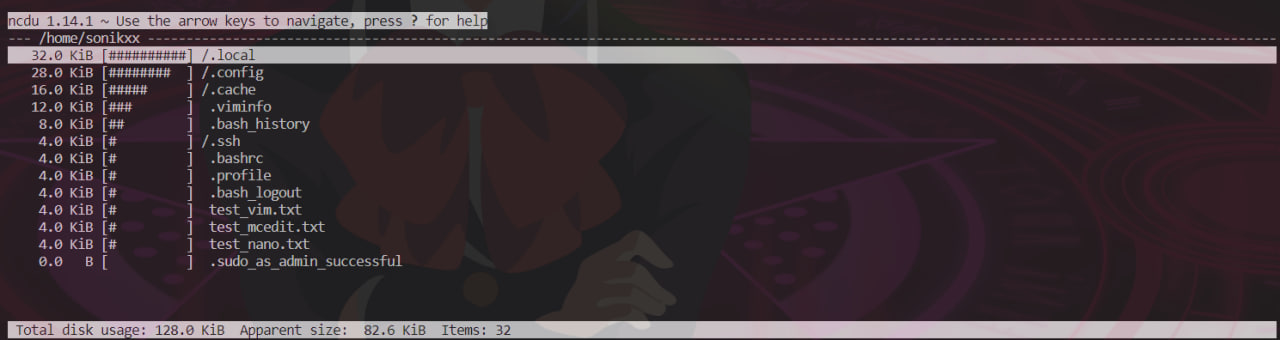 ncdu 1.14.1 ~ Use the arrow keys to navigate, press ? for help
--- /home/sonikxx ----------------------------------------------------------------------------------------------------------------------------------------------------
   32.0 KiB [##########] /.local
   28.0 KiB [########  ] /.config
   16.0 KiB [#####     ] /.cache
   12.0 KiB [###       ]  .viminfo
    8.0 KiB [##        ]  .bash_history
    4.0 KiB [#         ] /.ssh
    4.0 KiB [#         ]  .bashrc
    4.0 KiB [#         ]  .profile
    4.0 KiB [#         ]  .bash_logout
    4.0 KiB [#         ]  test_vim.txt
    4.0 KiB [#         ]  test_mcedit.txt
    4.0 KiB [#         ]  test_nano.txt
    0.0   B [          ]  .sudo_as_admin_successful
 Total disk usage: 128.0 KiB  Apparent size:  82.6 KiB  Items: 32